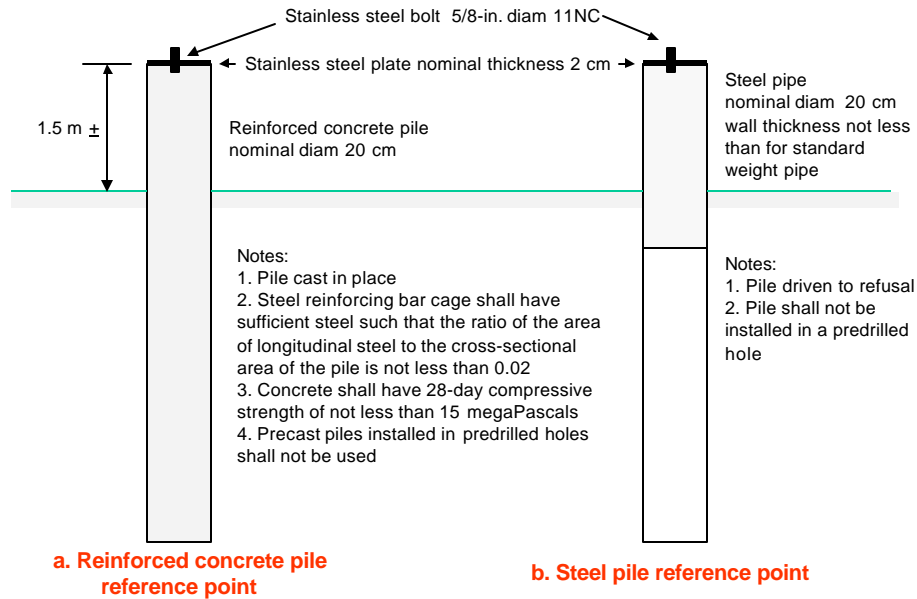 Stainless steel bolt 5/8-in. diam 11NC
Stainless steel plate nominal thickness 2 cm
1.5 m ±
Reinforced concrete pile
nominal diam 20 cm
Steel pipe
nominal diam 20 cm
wall thickness not less
than for standard
weight pipe
Notes:
1. Pile cast in place
2. Steel reinforcing bar cage shall have
sufficient steel such that the ratio of the area
of longitudinal steel to the cross-sectional
area of the pile is not less than 0.02
3. Concrete shall have 28-day compressive
strength of not less than 15 megaPascals
4. Precast piles installed in predrilled holes
shall not be used
Notes:
1. Pile driven to refusal
2. Pile shall not be
installed in a predrilled
hole
a. Reinforced concrete pile
reference point
b. Steel pile reference point